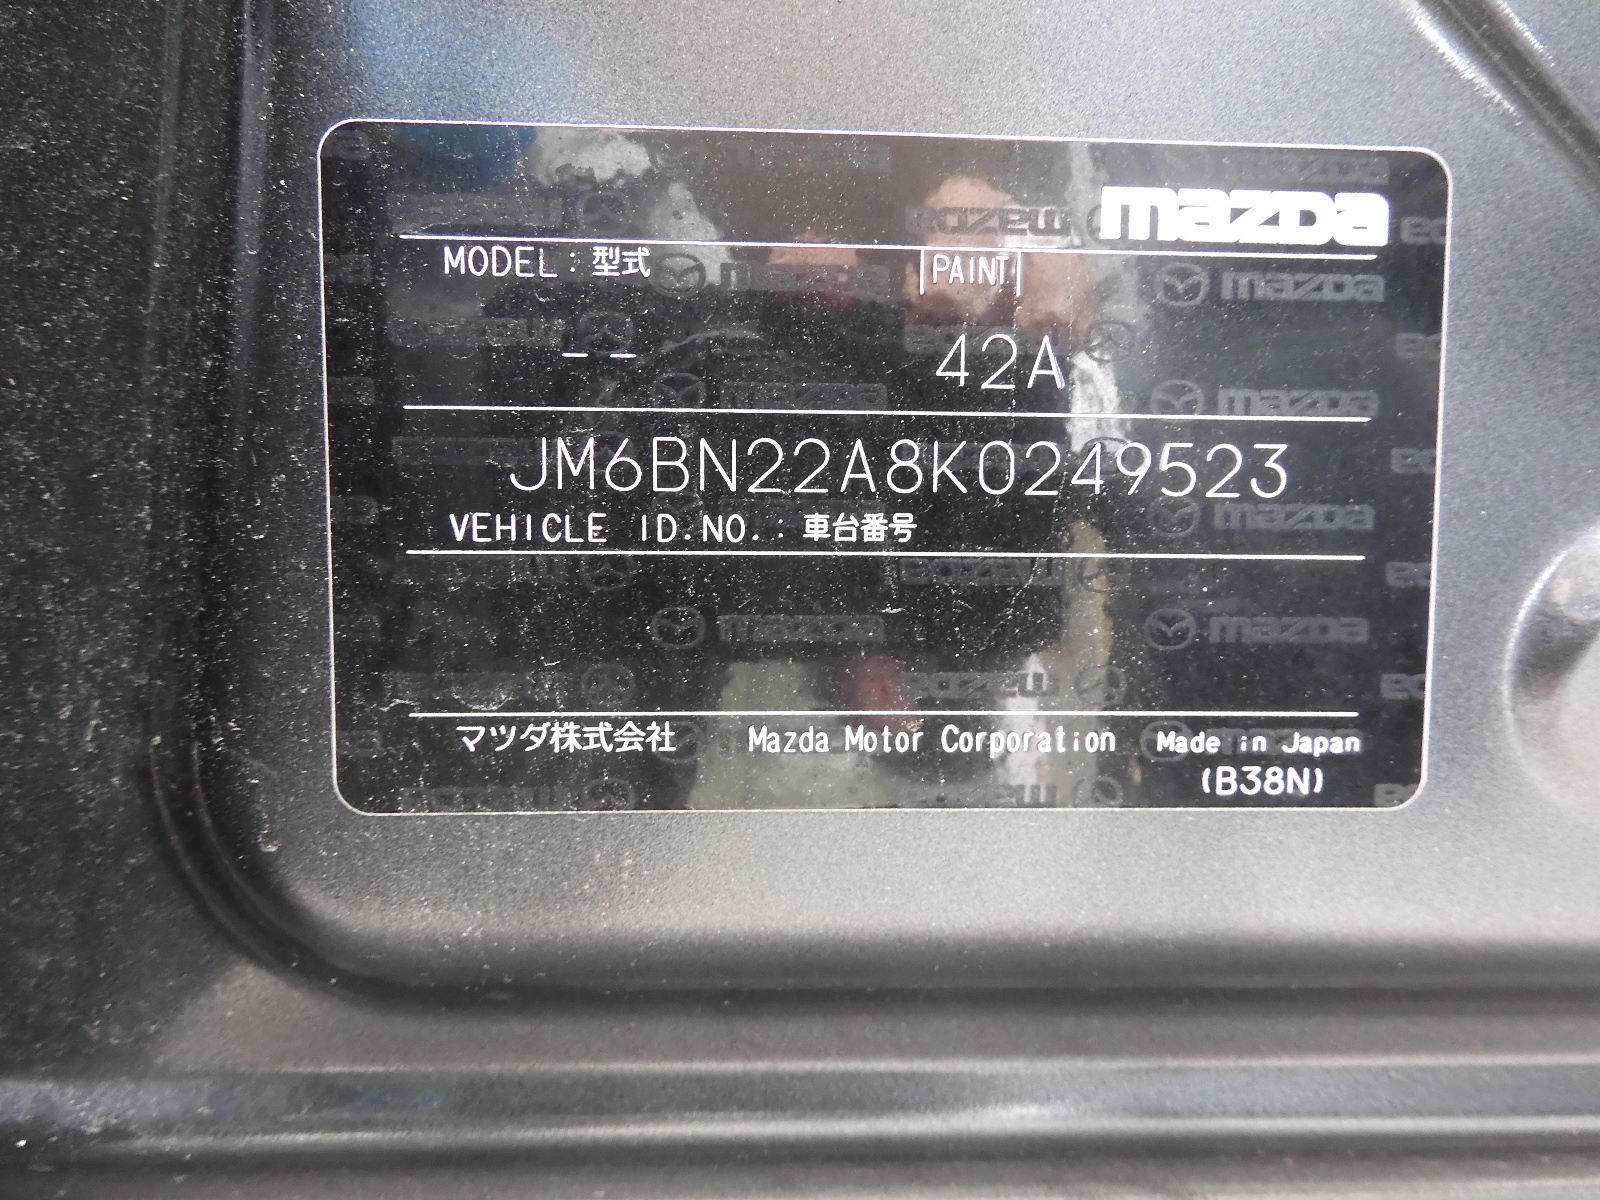 mazda
MODEL : 型式 PAINT
-- 42A
JM6BN22A8K0249523
VEHICLE ID.NO. : 車台番号
マツダ株式会社 Mazda Motor Corporation Made in Japan
(B38N)